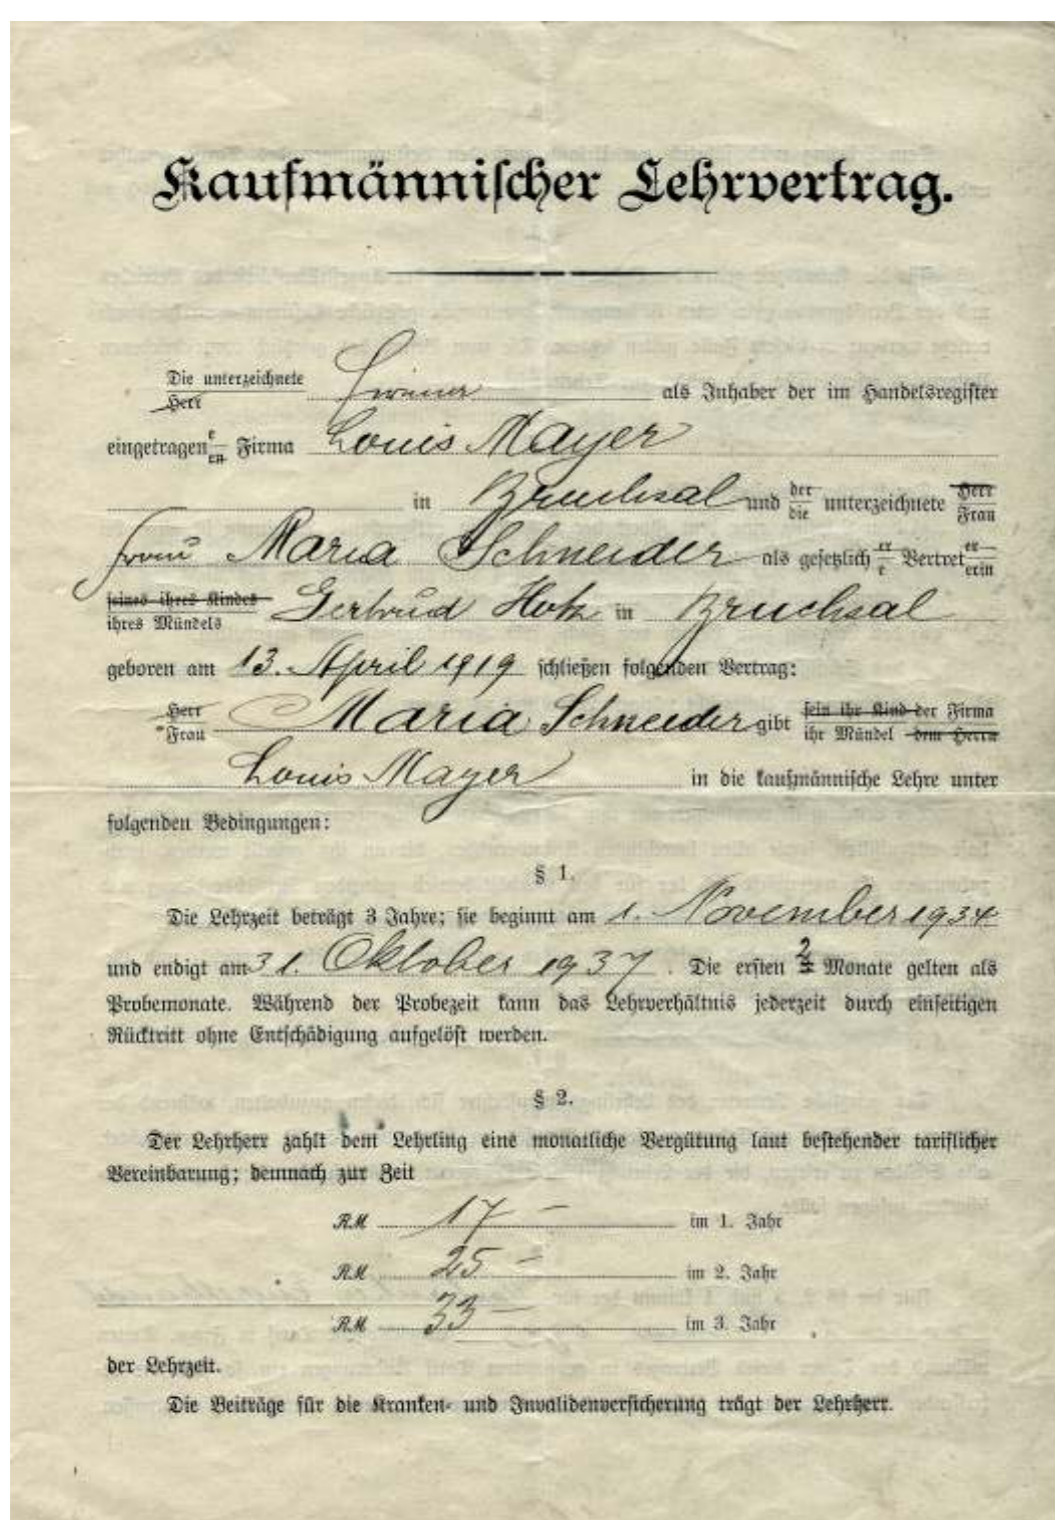 Kaufmännischer Lehrvertrag.
Die unterzeichnete
Herr
Firma als Inhaber der im Handelsregister
eingetragen e
en Firma Louis Mayer
in Bruchsal und der
die unterzeichnete Herr
Frau
Frau Maria Schneider als gesetzlich er
e Vertret er
erin
seines ihres Kindes
ihres Mündels Gertrud Hotz in Bruchsal
geboren am 13. April 1919 schließen folgenden Vertrag:
Herr
Frau Maria Schneider gibt sein ihr Kind der Firma
ihr Mündel dem Herrn
Louis Mayer in die kaufmännische Lehre unter
folgenden Bedingungen:
§ 1.
Die Lehrzeit beträgt 3 Jahre; sie beginnt am 1. November 1934
und endigt am 31. Oktober 1937. Die ersten 2 Monate gelten als
Probemonate. Während der Probezeit kann das Lehrverhältnis jederzeit durch einseitigen
Rücktritt ohne Entschädigung aufgelöst werden.
§ 2.
Der Lehrherr zahlt dem Lehrling eine monatliche Vergütung laut bestehender tariflicher
Vereinbarung; demnach zur Zeit
RM 17 — im 1. Jahr
RM 25 — im 2. Jahr
RM 33 — im 3. Jahr
der Lehrzeit.
Die Beiträge für die Kranken- und Invalidenversicherung trägt der Lehrherr.